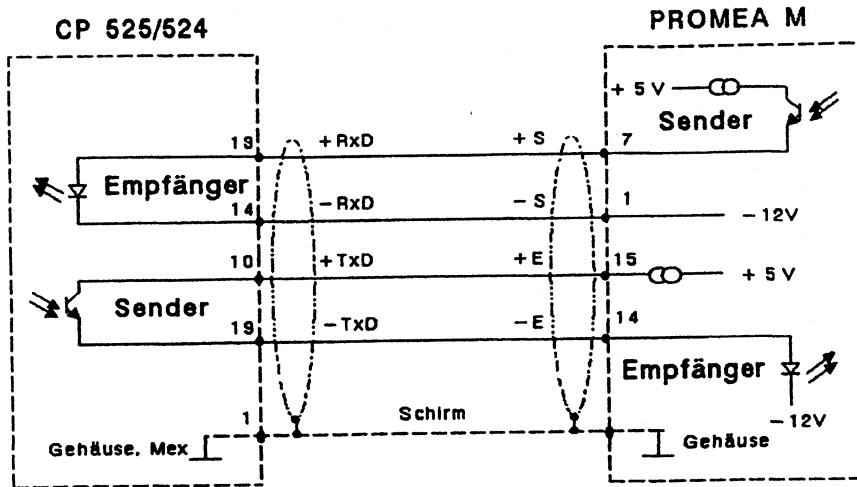 CP 525/524
PROMEA M
+ 5 V
Sender
13
+ RxD
+ S
7
Empfänger
14
− RxD
− S
1
− 12V
10
+ TxD
+ E
15
+ 5 V
Sender
19
− TxD
− E
14
Empfänger
− 12V
1
Schirm
Gehäuse, Mex
Gehäuse